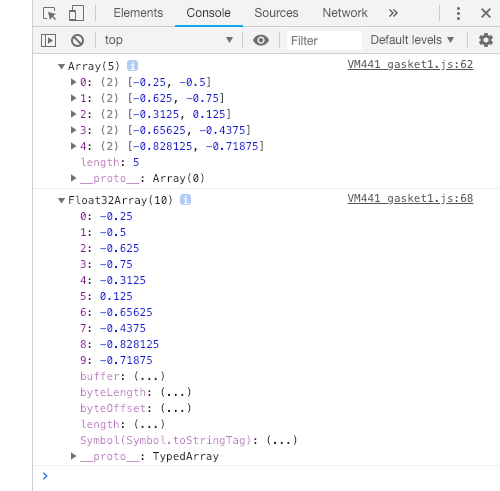 Elements Console Sources Network »
top Filter Default levels
Array(5) i VM441 gasket1.js:62
0: (2) [-0.25, -0.5]
1: (2) [-0.625, -0.75]
2: (2) [-0.3125, 0.125]
3: (2) [-0.65625, -0.4375]
4: (2) [-0.828125, -0.71875]
length: 5
__proto__: Array(0)
Float32Array(10) i VM441 gasket1.js:68
0: -0.25
1: -0.5
2: -0.625
3: -0.75
4: -0.3125
5: 0.125
6: -0.65625
7: -0.4375
8: -0.828125
9: -0.71875
buffer: (...)
byteLength: (...)
byteOffset: (...)
length: (...)
Symbol(Symbol.toStringTag): (...)
__proto__: TypedArray